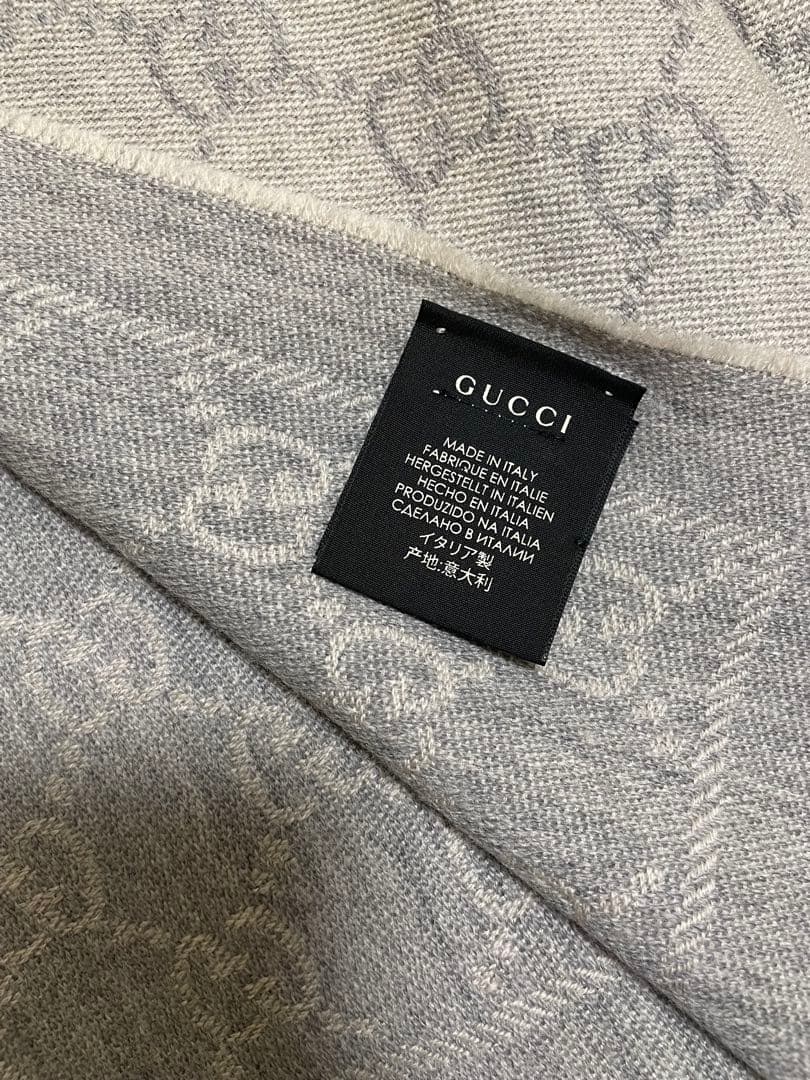 GUCCI
MADE IN ITALY
FABRIQUE EN ITALIE
HERGESTELLT IN ITALIEN
HECHO EN ITALIA
PRODUZIDO NA ITALIA
СДЕЛАНО В ИТАЛИИ
イタリア製
产地:意大利